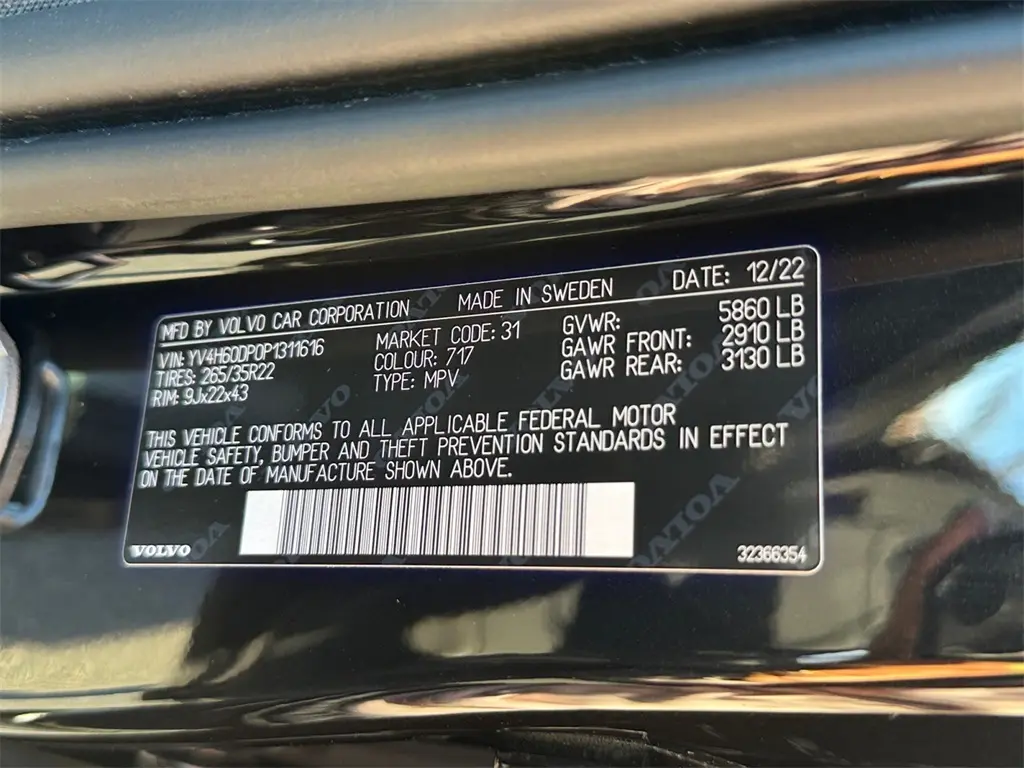 MFD BY VOLVO CAR CORPORATION MADE IN SWEDEN DATE: 12/22
VIN: YV4H60DP0P1311616 MARKET CODE: 31 GVWR: 5860 LB
TIRES: 265/35R22 COLOUR: 717 GAWR FRONT: 2910 LB
RIM: 9Jx22x43 TYPE: MPV GAWR REAR: 3130 LB
THIS VEHICLE CONFORMS TO ALL APPLICABLE FEDERAL MOTOR
VEHICLE SAFETY, BUMPER AND THEFT PREVENTION STANDARDS IN EFFECT
ON THE DATE OF MANUFACTURE SHOWN ABOVE.
VOLVO 32366354